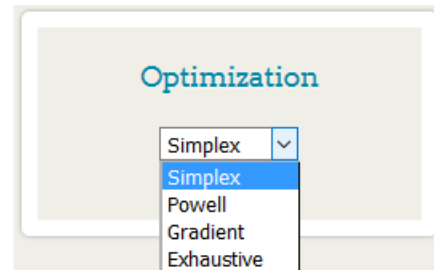 Optimization
Simplex
Simplex
Powell
Gradient
Exhaustive